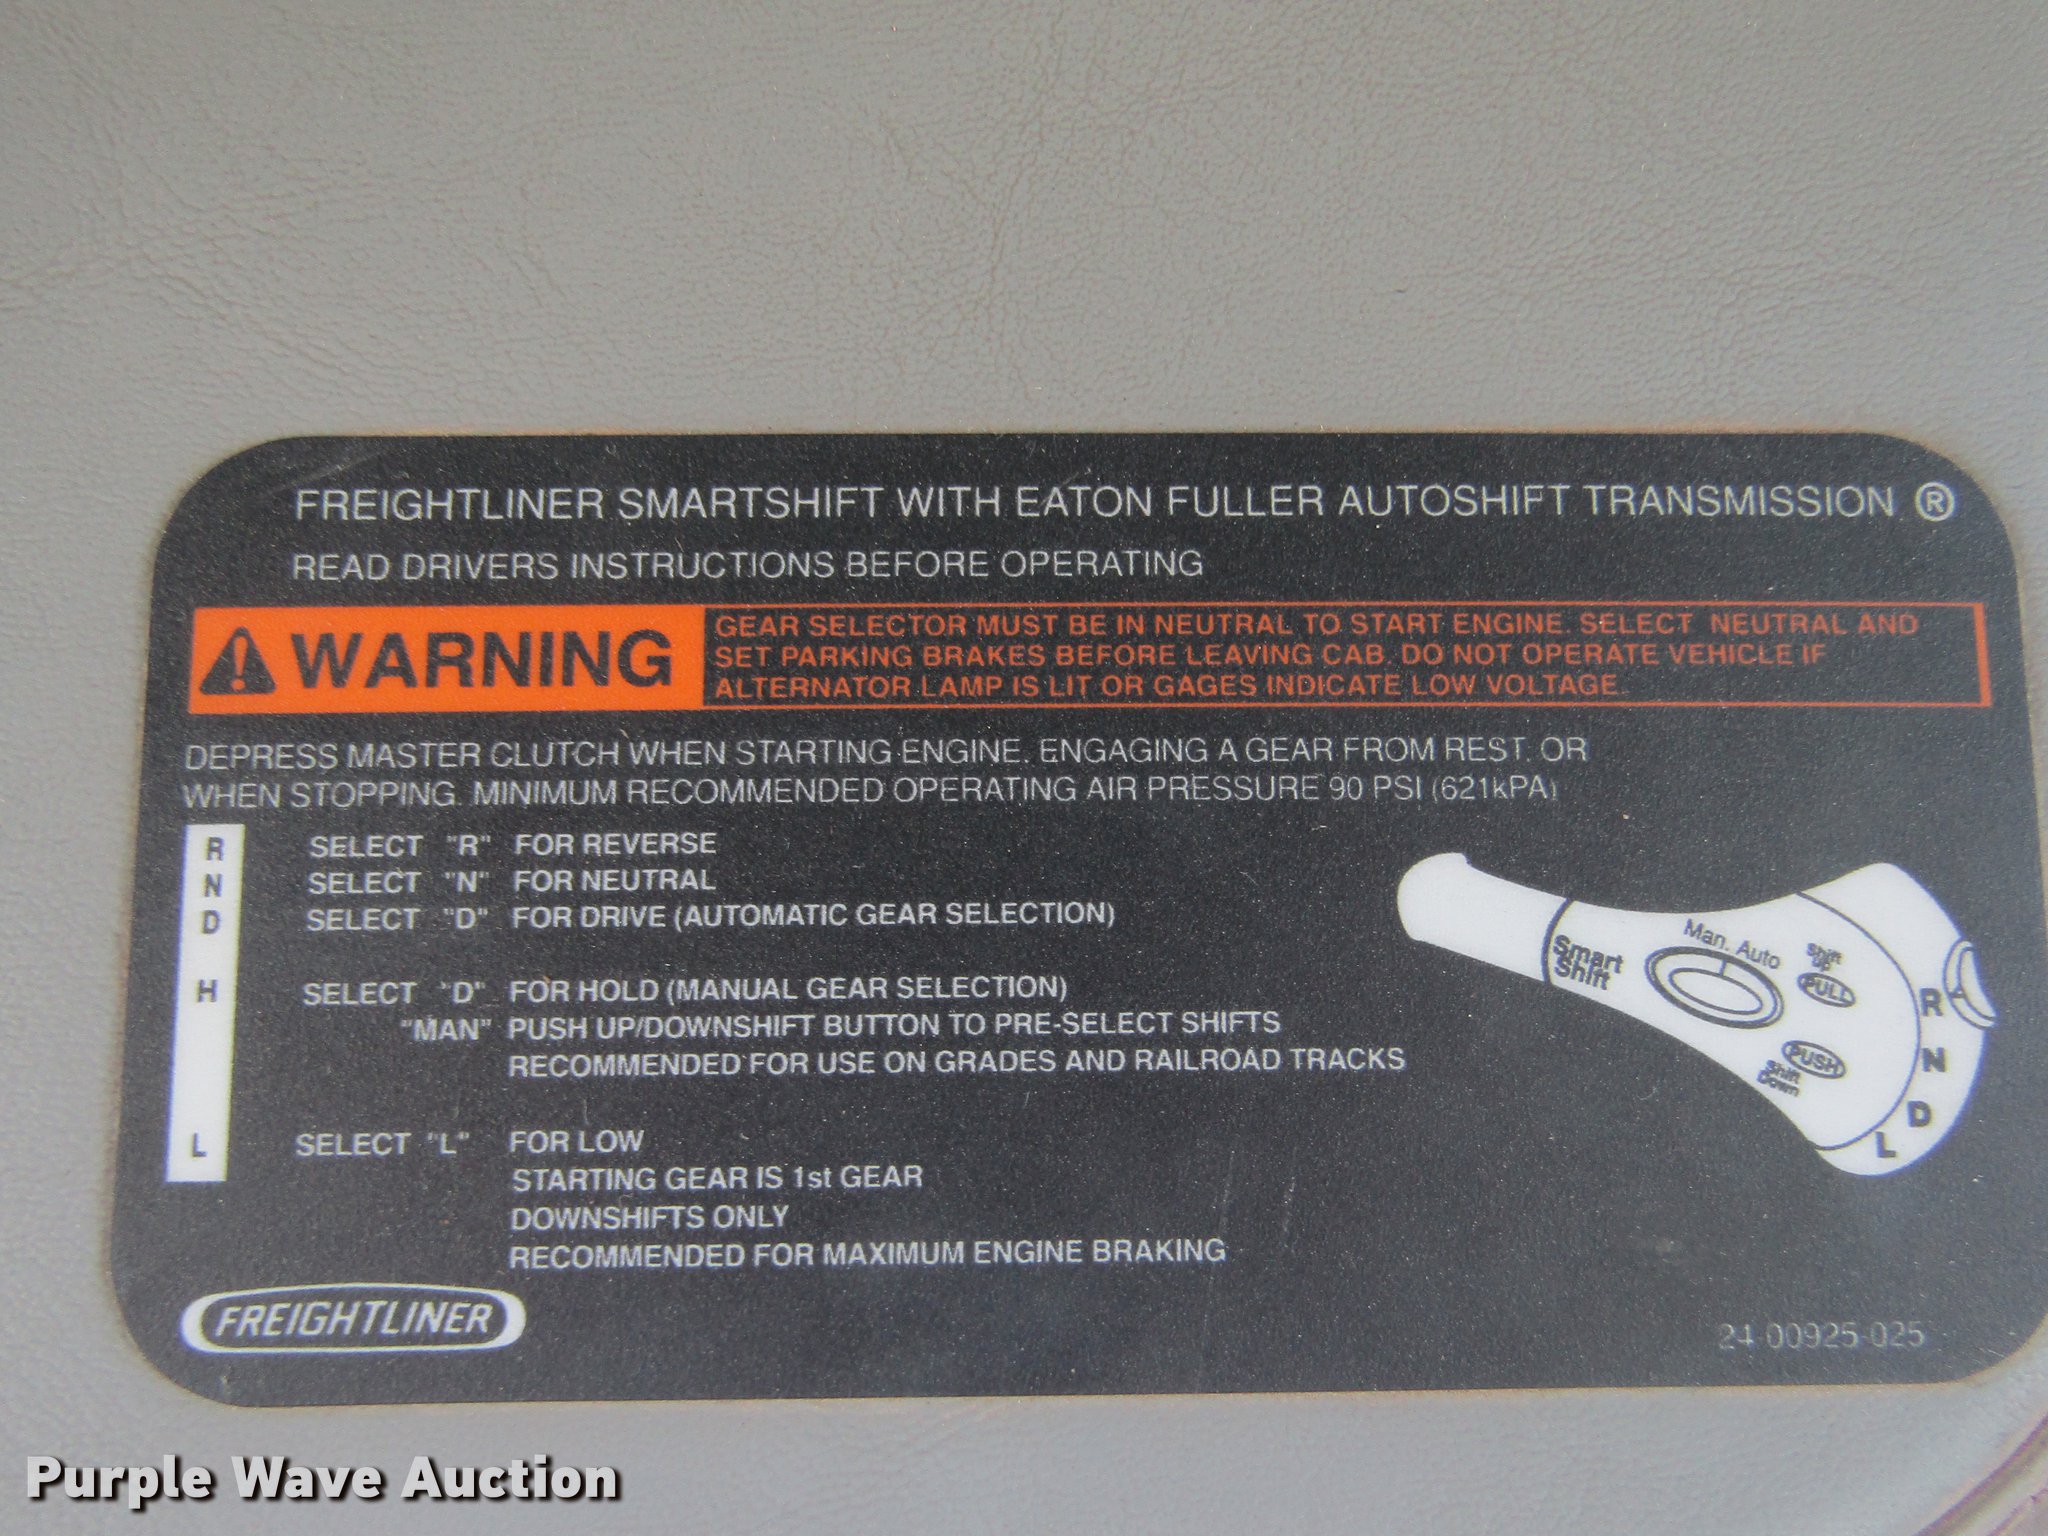 FREIGHTLINER SMARTSHIFT WITH EATON FULLER AUTOSHIFT TRANSMISSION ®
READ DRIVERS INSTRUCTIONS BEFORE OPERATING
WARNING
GEAR SELECTOR MUST BE IN NEUTRAL TO START ENGINE. SELECT NEUTRAL AND
SET PARKING BRAKES BEFORE LEAVING CAB. DO NOT OPERATE VEHICLE IF
ALTERNATOR LAMP IS LIT OR GAGES INDICATE LOW VOLTAGE.
DEPRESS MASTER CLUTCH WHEN STARTING ENGINE, ENGAGING A GEAR FROM REST, OR
WHEN STOPPING. MINIMUM RECOMMENDED OPERATING AIR PRESSURE 90 PSI (621kPA)
R SELECT "R" FOR REVERSE
N SELECT "N" FOR NEUTRAL
D SELECT "D" FOR DRIVE (AUTOMATIC GEAR SELECTION)
H SELECT "D" FOR HOLD (MANUAL GEAR SELECTION)
"MAN" PUSH UP/DOWNSHIFT BUTTON TO PRE-SELECT SHIFTS
RECOMMENDED FOR USE ON GRADES AND RAILROAD TRACKS
L SELECT "L" FOR LOW
STARTING GEAR IS 1st GEAR
DOWNSHIFTS ONLY
RECOMMENDED FOR MAXIMUM ENGINE BRAKING
Smart
Shift
Man. Auto
Shift
Up
PULL
PUSH
Shift
Down
R
N
D
L
FREIGHTLINER
24-00925-025
Purple Wave Auction